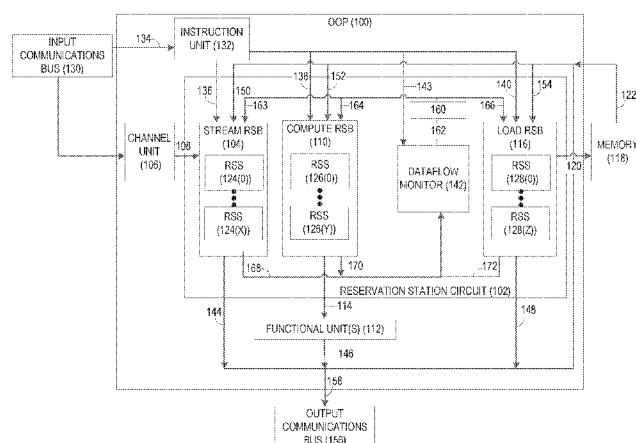 OOP (100)
INPUT
COMMUNICATIONS
BUS (130)
134
INSTRUCTION
UNIT (132)
136
150
163
138
152
164
143
160
162
140
166
154
122
CHANNEL
UNIT
(106)
108
STREAM RSB
(104)
RSS
(124(0))
RSS
(124(X))
COMPUTE RSB
(110)
RSS
(126(0))
RSS
(126(Y))
DATAFLOW
MONITOR (142)
LOAD RSB
(116)
RSS
(128(0))
RSS
(128(Z))
120
MEMORY
(118)
168
170
172
RESERVATION STATION CIRCUIT (102)
144
114
148
FUNCTIONAL UNIT(S) (112)
146
158
OUTPUT
COMMUNICATIONS
BUS (156)